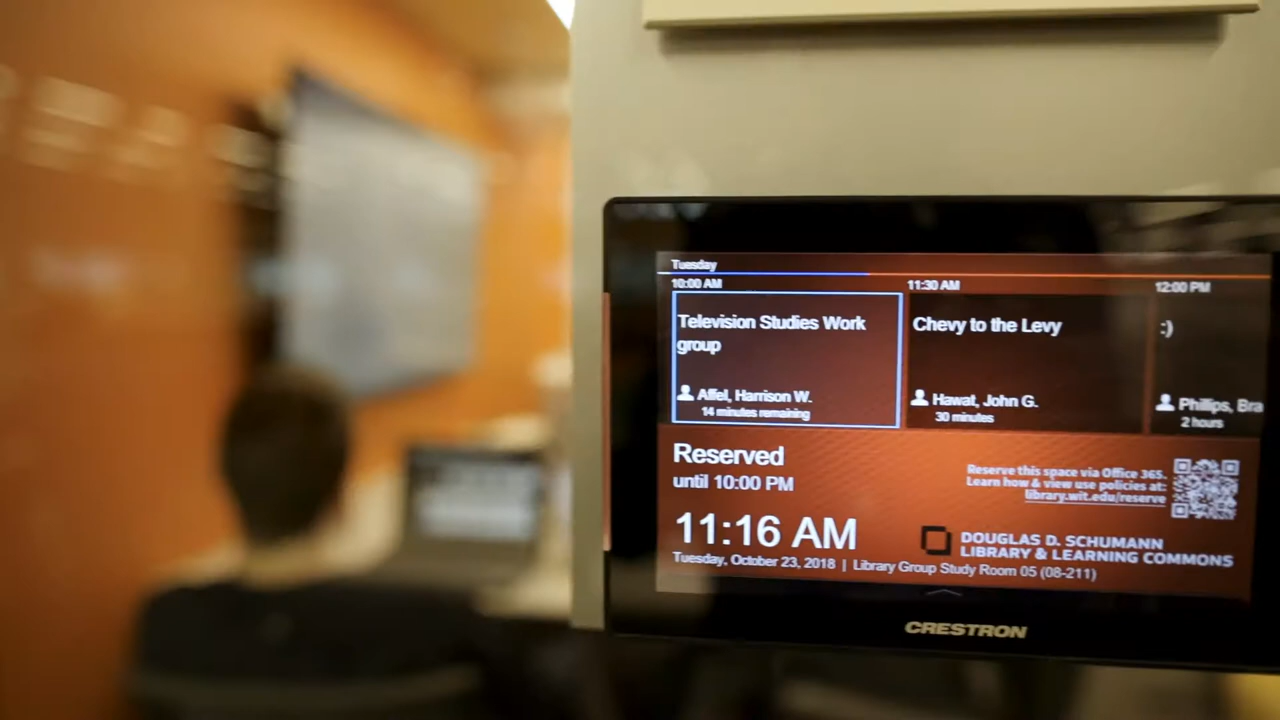 Tuesday
10:00 AM
11:30 AM
12:00 PM
Television Studies Work
group
Affel, Harrison W.
14 minutes remaining
Chevy to the Levy
Hawat, John G.
30 minutes
:)
Phillips, Bra
2 hours
Reserved
until 10:00 PM
11:16 AM
Tuesday, October 23, 2018 | Library Group Study Room 05 (08-211)
Reserve this space via Office 365.
Learn how & view use policies at:
library.wit.edu/reserve
DOUGLAS D. SCHUMANN
LIBRARY & LEARNING COMMONS
CRESTRON